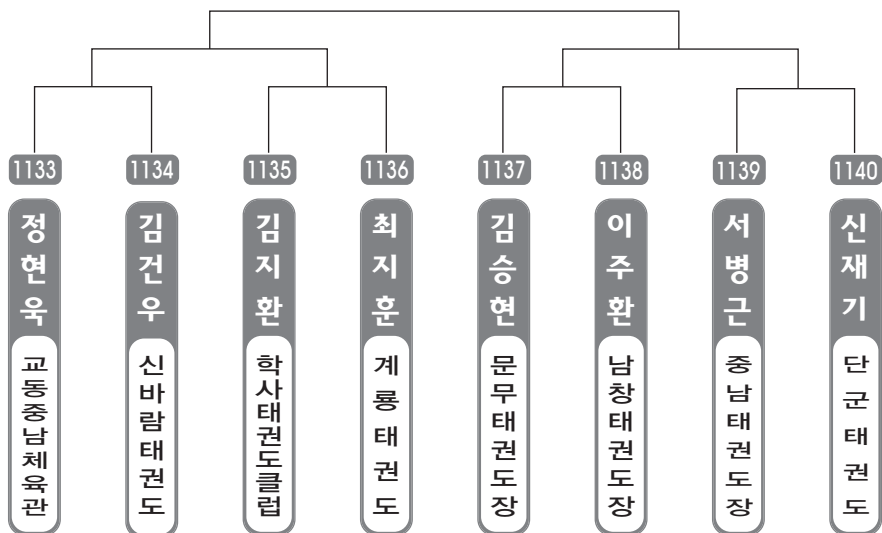 1133 1134 1135 1136 1137 1138 1139 1140
정현욱
교동중남체육관
김건우
신바람태권도
김지환
학사태권도클럽
최지훈
계룡태권도
김승현
문무태권도장
이주환
남창태권도장
서병근
중남태권도장
신재기
단군태권도